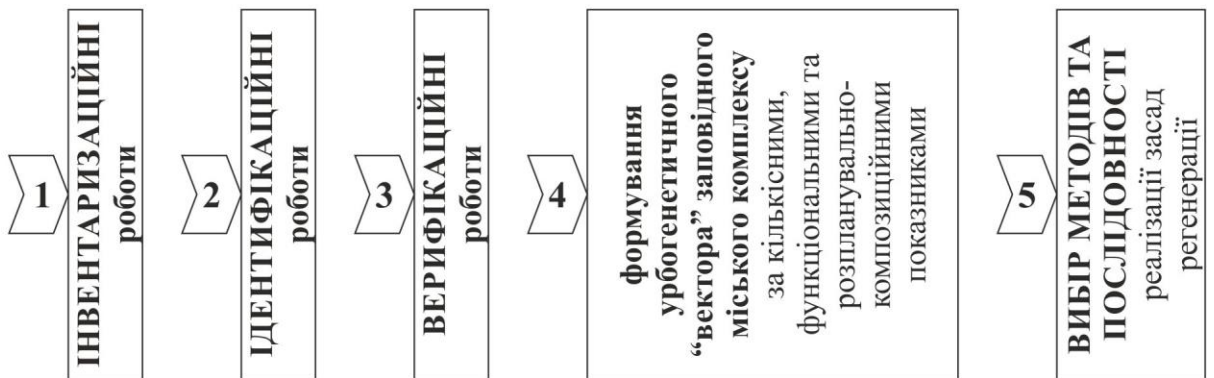 1
ІНВЕНТАРИЗАЦІЙНІ
роботи
2
ІДЕНТИФІКАЦІЙНІ
роботи
3
ВЕРИФІКАЦІЙНІ
роботи
4
формування
урбогенетичного
“вектора” заповідного
міського комплексу
за кількісними,
функціональними та
розпланувально-
композиційними
показниками
5
ВИБІР МЕТОДІВ ТА
ПОСЛІДОВНОСТІ
реалізації засад
регенерації